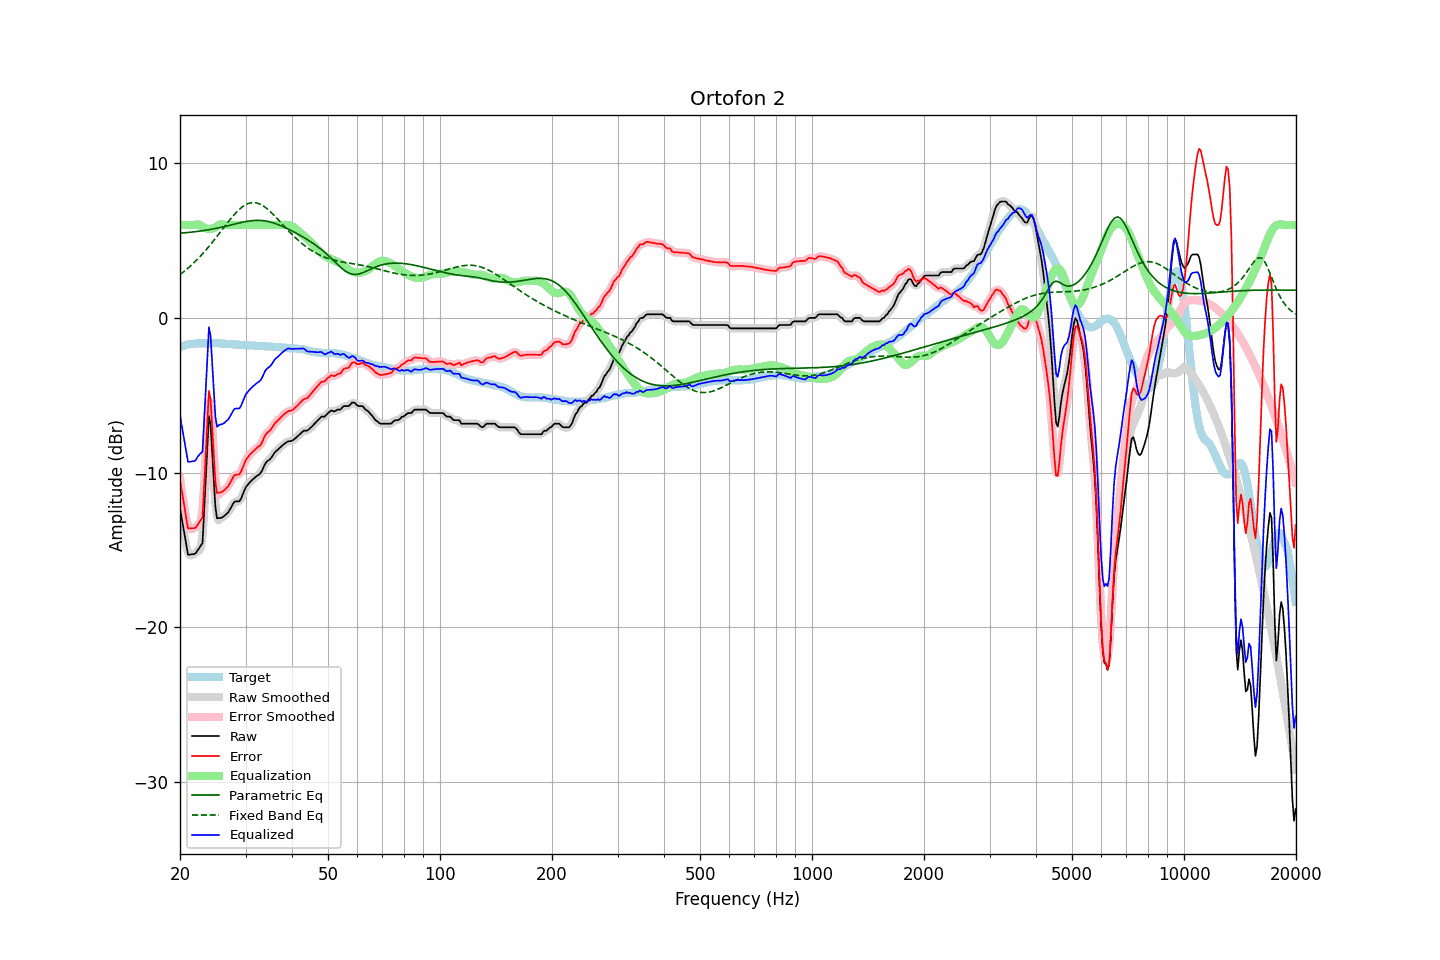 Ortofon 2
Amplitude (dBr)
10
0
−10
−20
−30
Target
Raw Smoothed
Error Smoothed
Raw
Error
Equalization
Parametric Eq
Fixed Band Eq
Equalized
20 50 100 200 500 1000 2000 5000 10000 20000
Frequency (Hz)